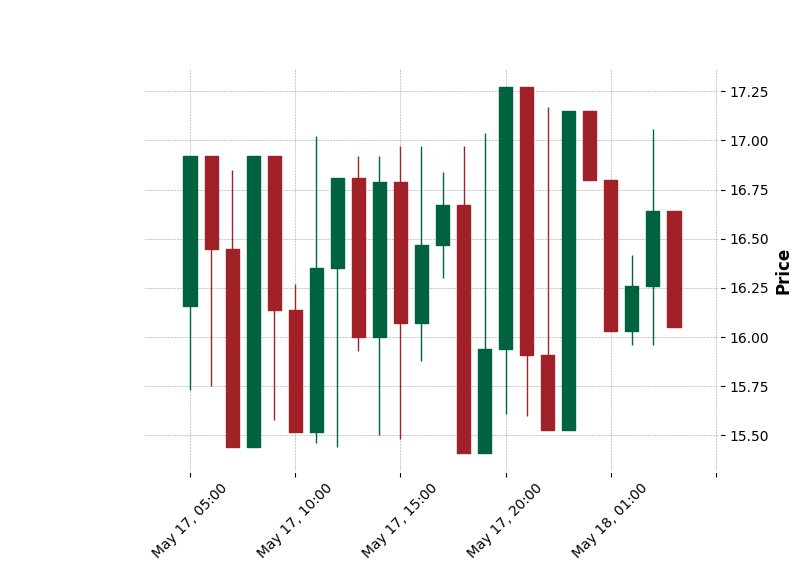 17.25
17.00
16.75
16.50
16.25
16.00
15.75
15.50
Price
May 17, 05:00
May 17, 10:00
May 17, 15:00
May 17, 20:00
May 18, 01:00